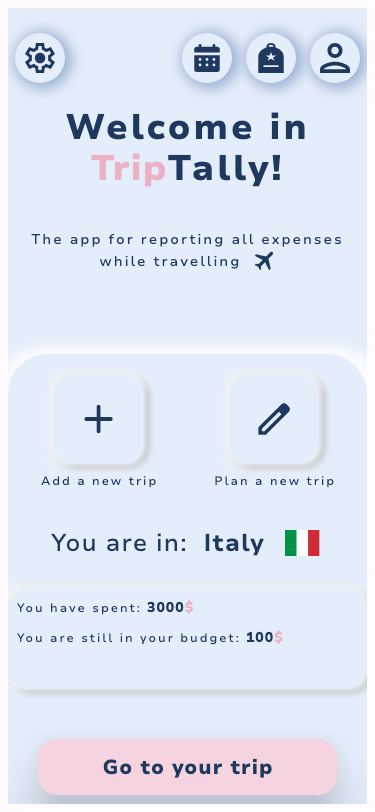 Welcome in
TripTally!
The app for reporting all expenses
while travelling
Add a new trip
Plan a new trip
You are in: Italy
You have spent: 3000$
You are still in your budget: 100$
Go to your trip